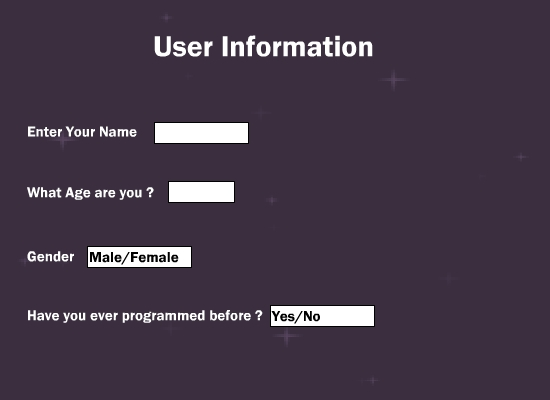 User Information
Enter Your Name
What Age are you ?
Gender Male/Female
Have you ever programmed before ? Yes/No